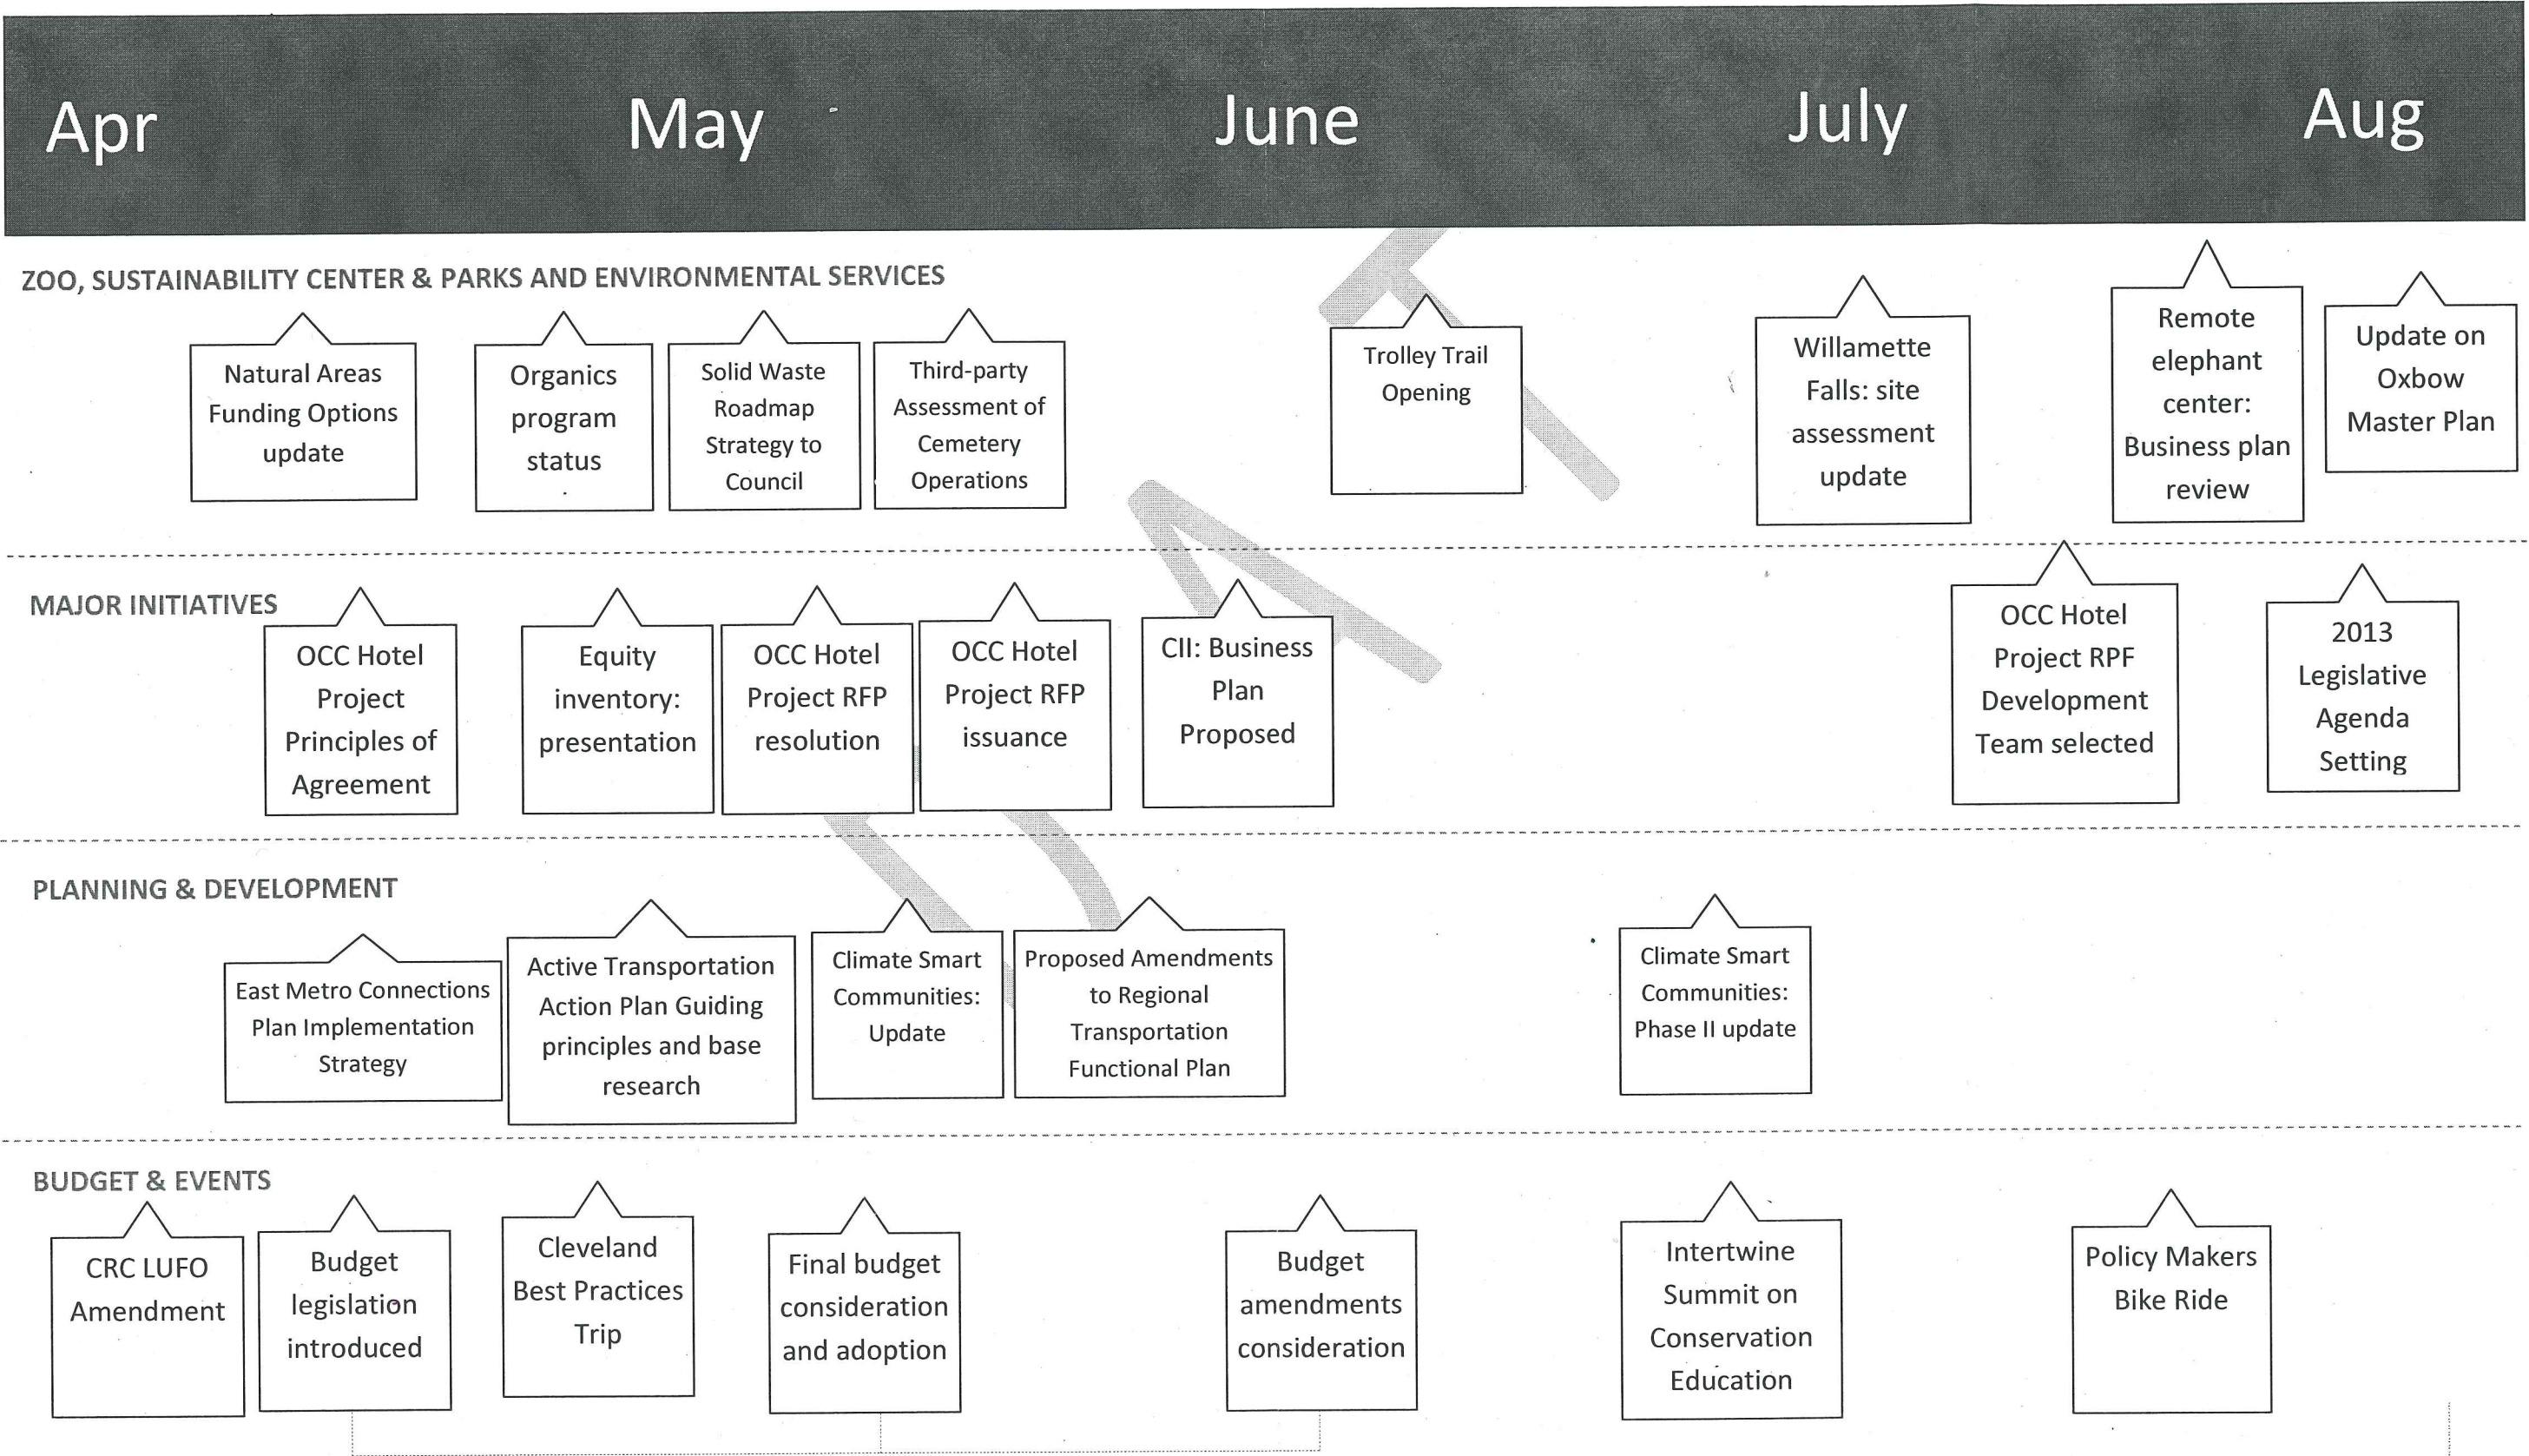 Apr
May
June
July
Aug
ZOO, SUSTAINABILITY CENTER & PARKS AND ENVIRONMENTAL SERVICES
Natural Areas
Funding Options
update
Organics
program
status
Solid Waste
Roadmap
Strategy to
Council
Third-party
Assessment of
Cemetery
Operations
Trolley Trail
Opening
Willamette
Falls: site
assessment
update
Remote
elephant
center:
Business plan
review
Update on
Oxbow
Master Plan
MAJOR INITIATIVES
OCC Hotel
Project
Principles of
Agreement
Equity
inventory:
presentation
OCC Hotel
Project RFP
resolution
OCC Hotel
Project RFP
issuance
CII: Business
Plan
Proposed
OCC Hotel
Project RPF
Development
Team selected
2013
Legislative
Agenda
Setting
PLANNING & DEVELOPMENT
East Metro Connections
Plan Implementation
Strategy
Active Transportation
Action Plan Guiding
principles and base
research
Climate Smart
Communities:
Update
Proposed Amendments
to Regional
Transportation
Functional Plan
Climate Smart
Communities:
Phase II update
BUDGET & EVENTS
CRC LUFO
Amendment
Budget
legislation
introduced
Cleveland
Best Practices
Trip
Final budget
consideration
and adoption
Budget
amendments
consideration
Intertwine
Summit on
Conservation
Education
Policy Makers
Bike Ride